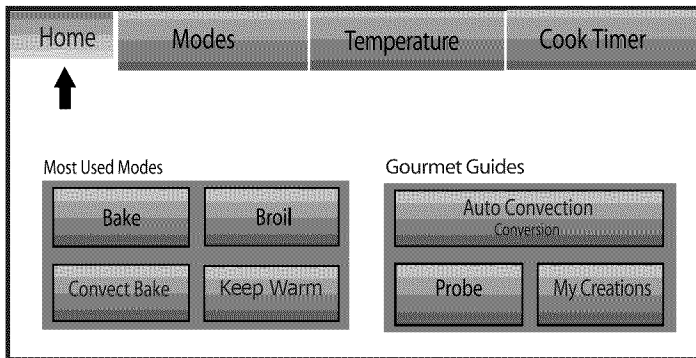 Home Modes Temperature Cook Timer
Most Used Modes
Bake Broil
Convect Bake Keep Warm
Gourmet Guides
Auto Convection
Conversion
Probe My Creations